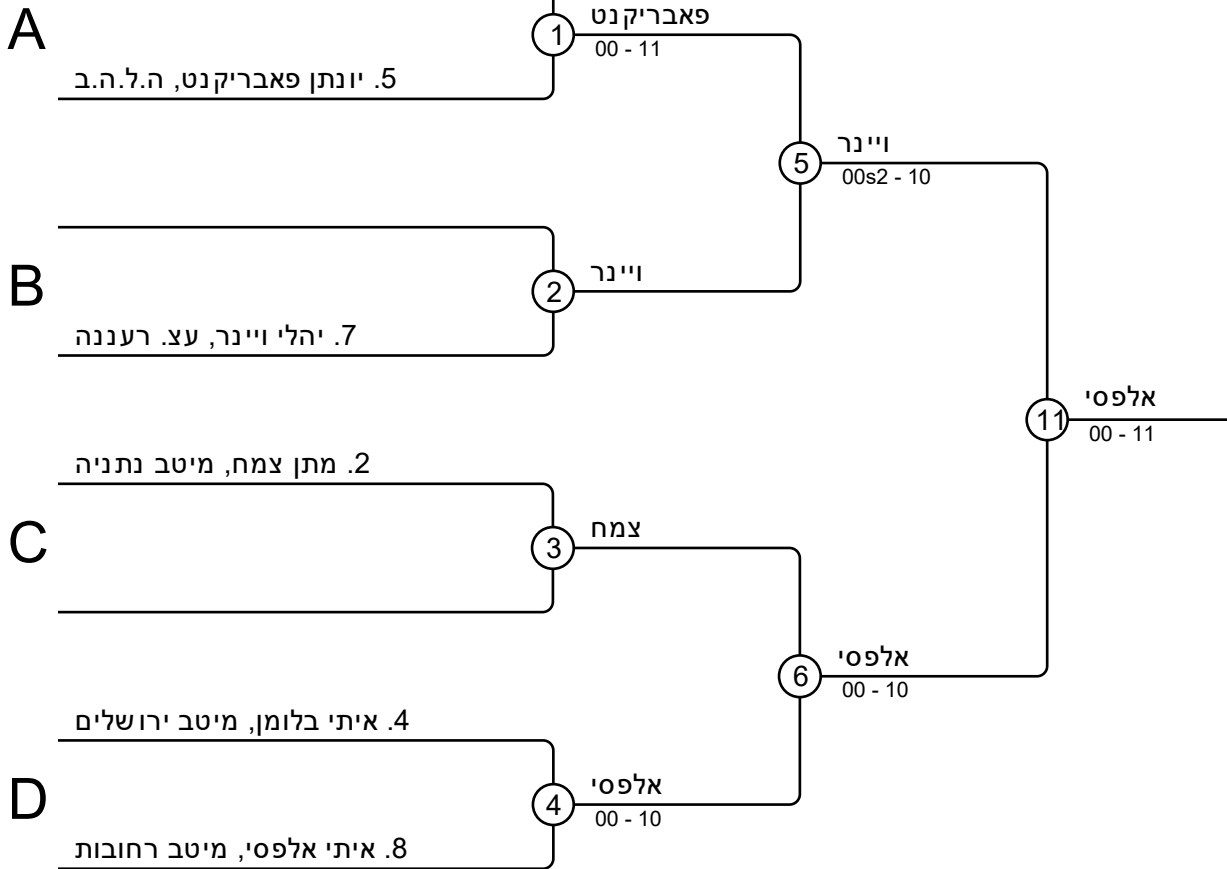 A
פאבריקנט
1
00 - 11
5. יונתן פאבריקנט, ה.ל.ה.ב
ויינר
5
00s2 - 10
B
ויינר
2
7. יהלי ויינר, עצ. רעננה
אלפסי
11
00 - 11
2. מתן צמח, מיטב נתניה
C
צמח
3
אלפסי
6
00 - 10
4. איתי בלומן, מיטב ירושלים
D
אלפסי
4
00 - 10
8. איתי אלפסי, מיטב רחובות